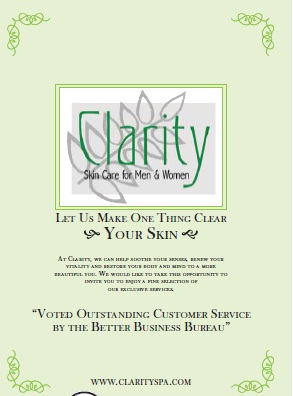 Clarity
Skin Care for Men & Women
Let Us Make One Thing Clear
Your Skin
At Clarity, we can help soothe your senses, renew your
vitality and restore your body and mind to a more
beautiful you. We would like to take this opportunity to
invite you to enjoy a fine selection of
our exclusive services.
“Voted Outstanding Customer Service
by the Better Business Bureau”
www.clarityspa.com